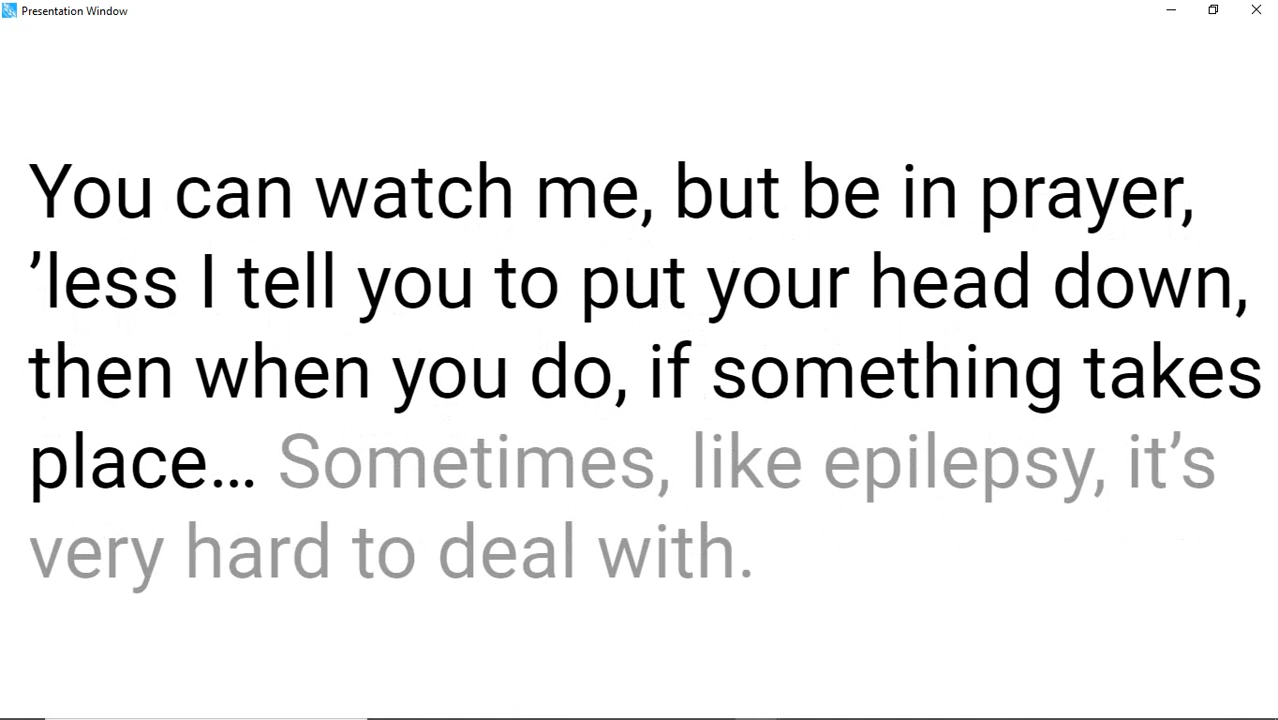 Presentation Window
You can watch me, but be in prayer,
’less I tell you to put your head down,
then when you do, if something takes
place… Sometimes, like epilepsy, it’s
very hard to deal with.